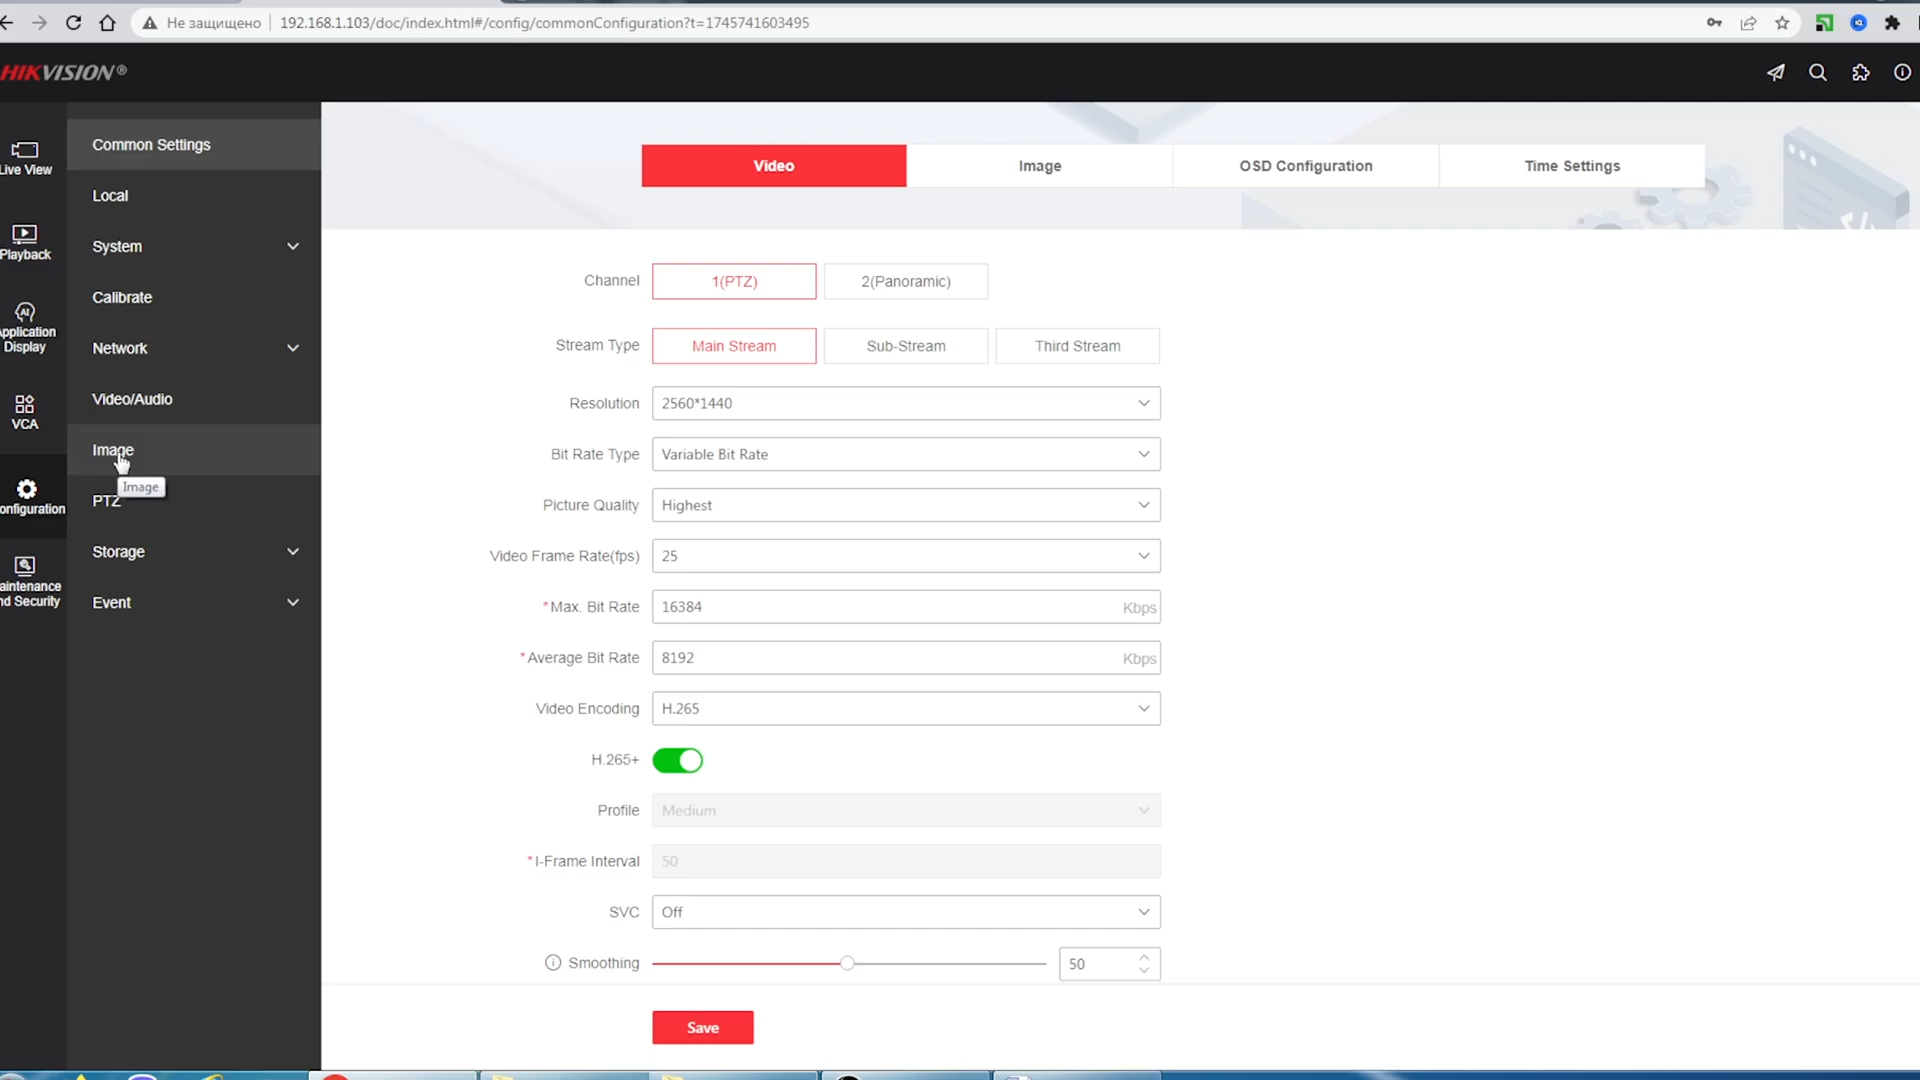 Не защищено 192.168.1.103/doc/index.html#/config/commonConfiguration?t=1745741603495
HIKVISION®
Live View
Playback
Application
Display
VCA
onfiguration
aintenance
nd Security
Common Settings
Local
System
Calibrate
Network
Video/Audio
Image
Image
PTZ
Storage
Event
Video Image OSD Configuration Time Settings
Channel 1(PTZ) 2(Panoramic)
Stream Type Main Stream Sub-Stream Third Stream
Resolution 2560*1440
Bit Rate Type Variable Bit Rate
Picture Quality Highest
Video Frame Rate(fps) 25
*Max. Bit Rate 16384 Kbps
*Average Bit Rate 8192 Kbps
Video Encoding H.265
H.265+
Profile Medium
*I-Frame Interval 50
SVC Off
Smoothing 50
Save